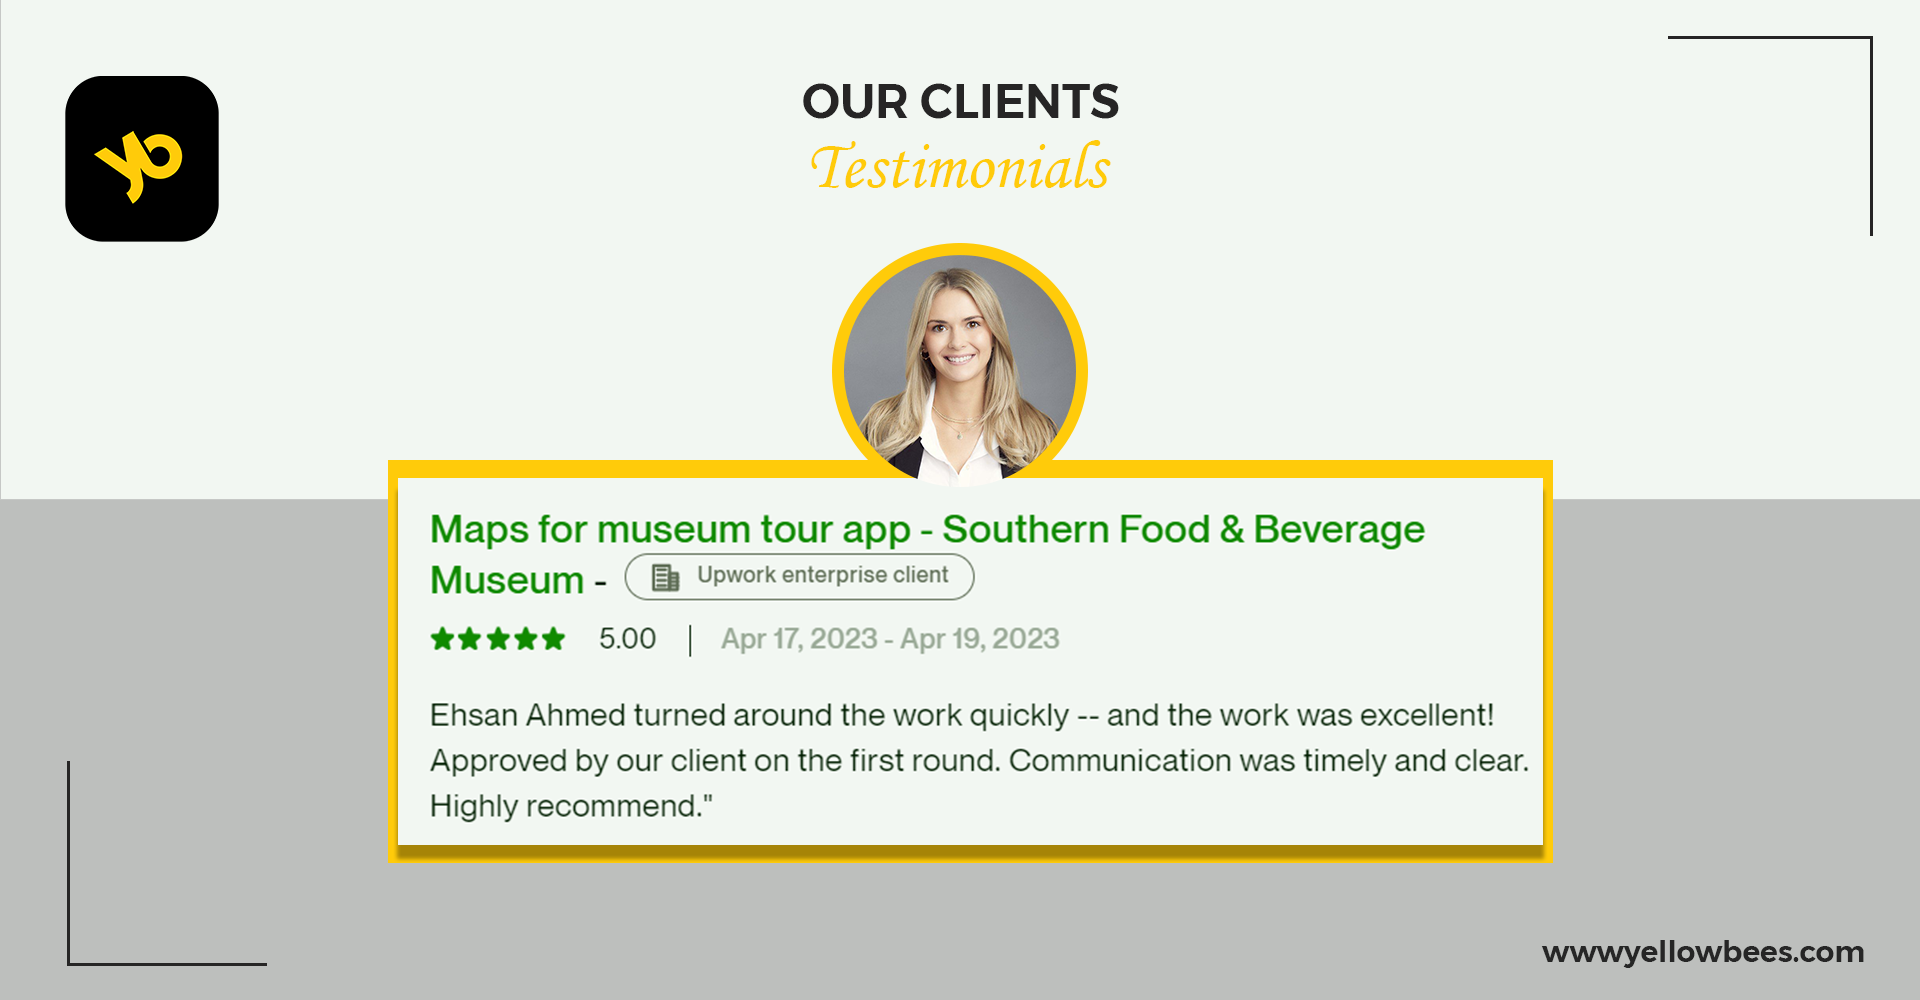 yb
OUR CLIENTS
Testimonials
Maps for museum tour app - Southern Food & Beverage
Museum - Upwork enterprise client
5.00 | Apr 17, 2023 - Apr 19, 2023
Ehsan Ahmed turned around the work quickly -- and the work was excellent!
Approved by our client on the first round. Communication was timely and clear.
Highly recommend."
wwwyellowbees.com